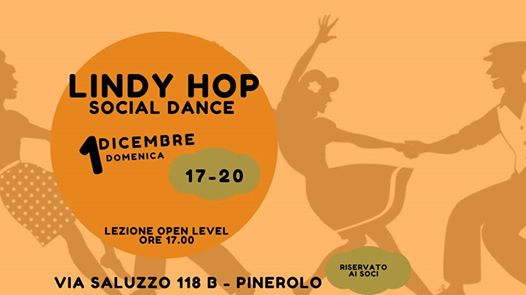 LINDY HOP
SOCIAL DANCE
1 DICEMBRE
DOMENICA
17-20
LEZIONE OPEN LEVEL
ORE 17.00
RISERVATO
AI SOCI
VIA SALUZZO 118 B - PINEROLO